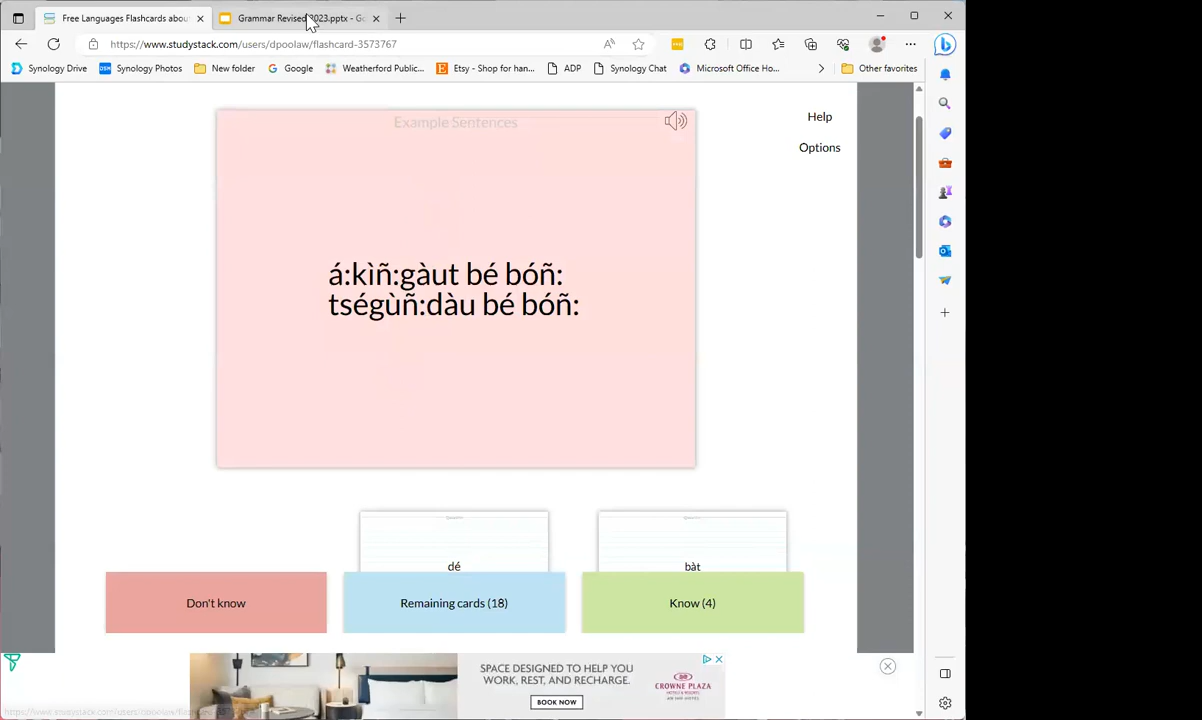 Free Languages Flashcards abou
Grammar Revised 2023.pptx - Go
https://www.studystack.com/users/dpoolaw/flashcard-3573767
Synology Drive
Synology Photos
New folder
Google
Weatherford Public...
Etsy - Shop for han...
ADP
Synology Chat
Microsoft Office Ho...
Other favorites
Example Sentences
Help
Options
á:kìñ:gàut bé bóñ:
tségùñ:dàu bé bóñ:
dé
bàt
Don't know
Remaining cards (18)
Know (4)
SPACE DESIGNED TO HELP YOU
WORK, REST, AND RECHARGE.
BOOK NOW
CROWNE PLAZA